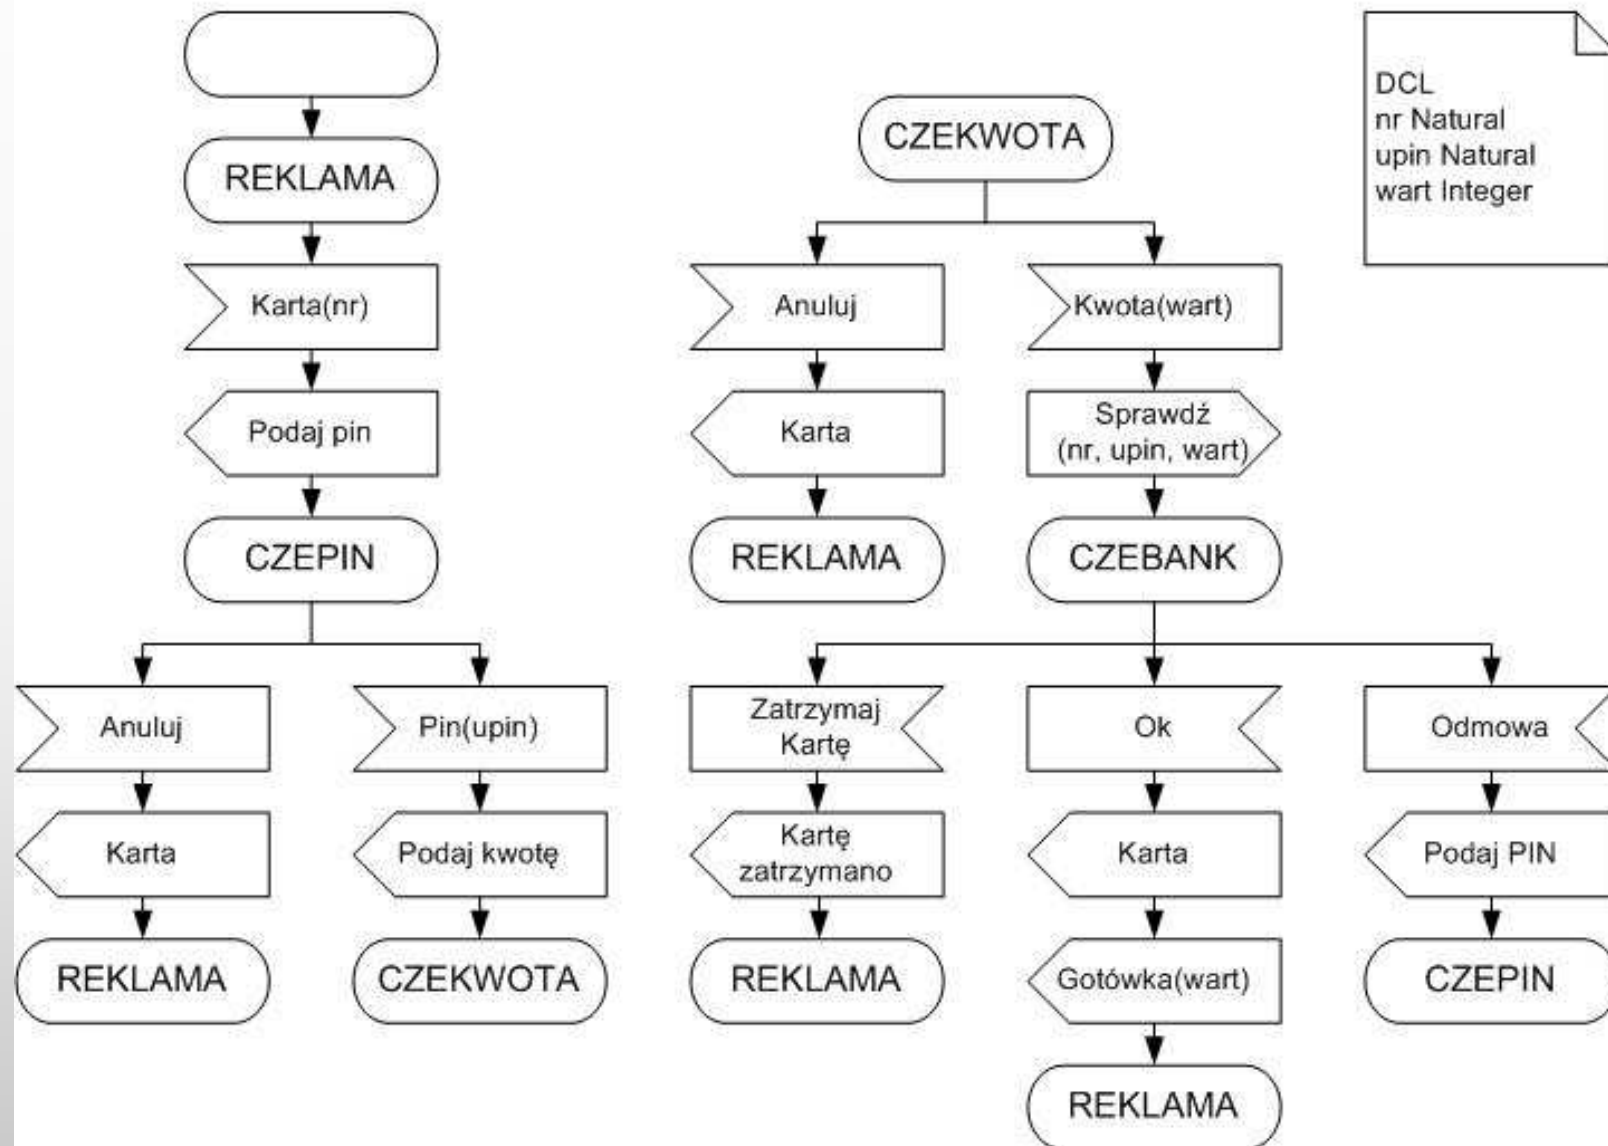 REKLAMA
Karta(nr)
Podaj pin
CZEPIN
Anuluj
Karta
REKLAMA
Pin(upin)
Podaj kwotę
CZEKWOTA
CZEKWOTA
Anuluj
Karta
REKLAMA
Kwota(wart)
Sprawdź
(nr, upin, wart)
CZEBANK
Zatrzymaj
Kartę
Kartę
zatrzymano
REKLAMA
Ok
Karta
Gotówka(wart)
REKLAMA
Odmowa
Podaj PIN
CZEPIN
DCL
nr Natural
upin Natural
wart Integer